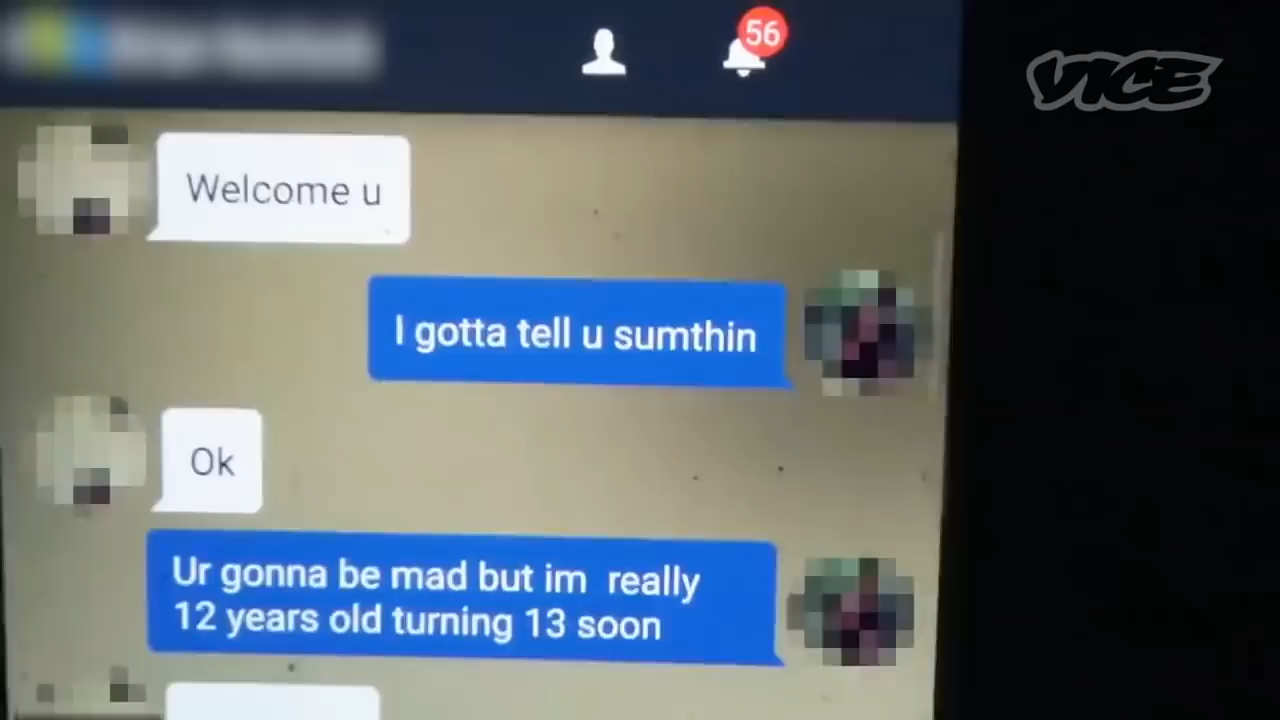 56
VICE
Welcome u
I gotta tell u sumthin
Ok
Ur gonna be mad but im really
12 years old turning 13 soon